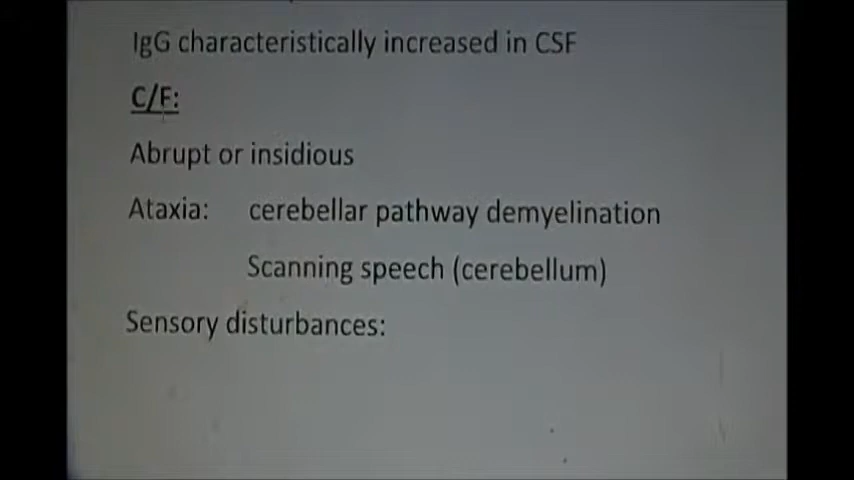 IgG characteristically increased in CSF
C/F:
Abrupt or insidious
Ataxia: cerebellar pathway demyelination
Scanning speech (cerebellum)
Sensory disturbances: